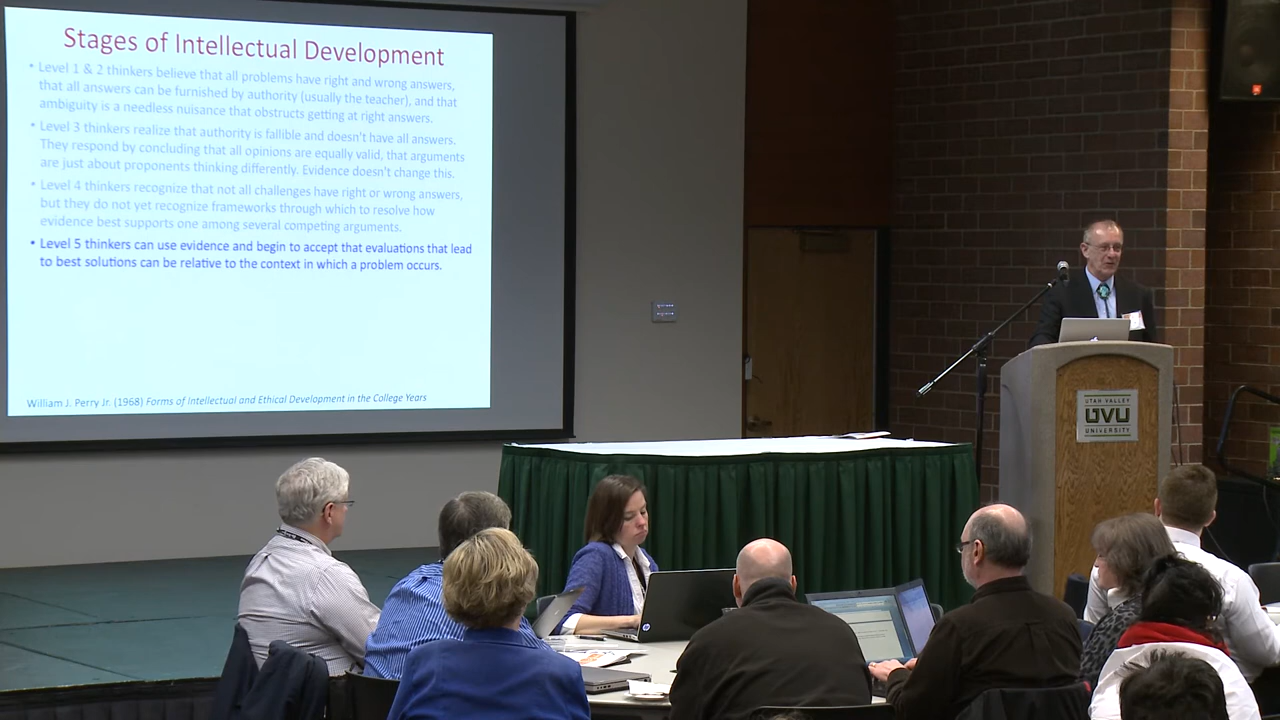 Stages of Intellectual Development
• Level 1 & 2 thinkers believe that all problems have right and wrong answers,
that all answers can be furnished by authority (usually the teacher), and that
ambiguity is a needless nuisance that obstructs getting at right answers.
• Level 3 thinkers realize that authority is fallible and doesn't have all answers.
They respond by concluding that all opinions are equally valid, that arguments
are just about proponents thinking differently. Evidence doesn't change this.
• Level 4 thinkers recognize that not all challenges have right or wrong answers,
but they do not yet recognize frameworks through which to resolve how
evidence best supports one among several competing arguments.
• Level 5 thinkers can use evidence and begin to accept that evaluations that lead
to best solutions can be relative to the context in which a problem occurs.
William J. Perry Jr. (1968) Forms of Intellectual and Ethical Development in the College Years
UTAH VALLEY
UVU
UNIVERSITY
hp